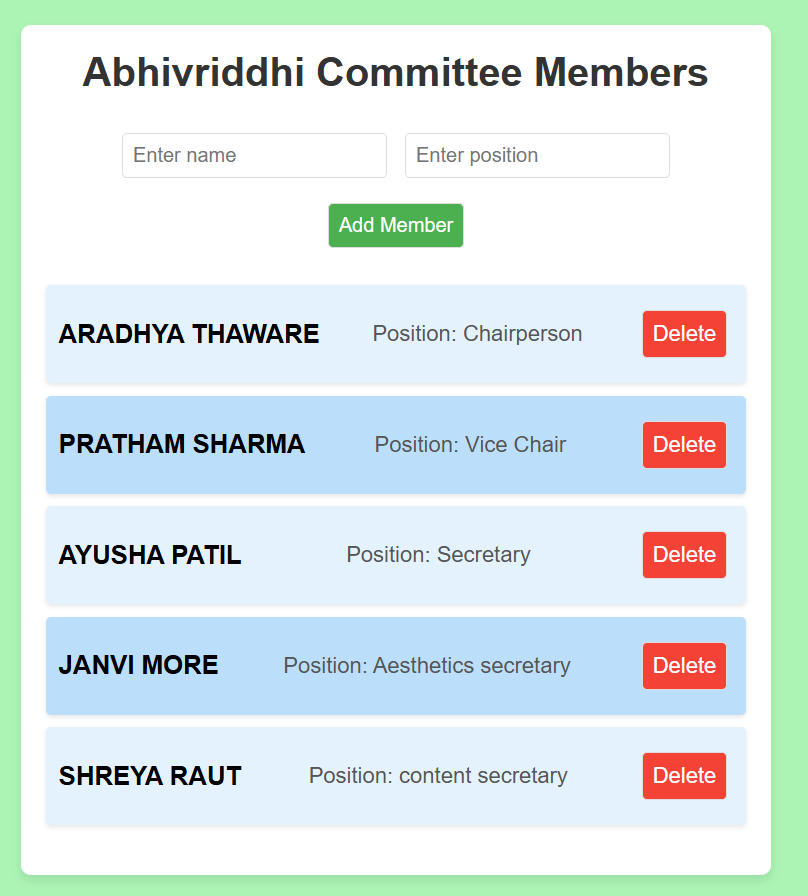 Abhivriddhi Committee Members
Enter name Enter position
Add Member
ARADHYA THAWARE Position: Chairperson Delete
PRATHAM SHARMA Position: Vice Chair Delete
AYUSHA PATIL Position: Secretary Delete
JANVI MORE Position: Aesthetics secretary Delete
SHREYA RAUT Position: content secretary Delete